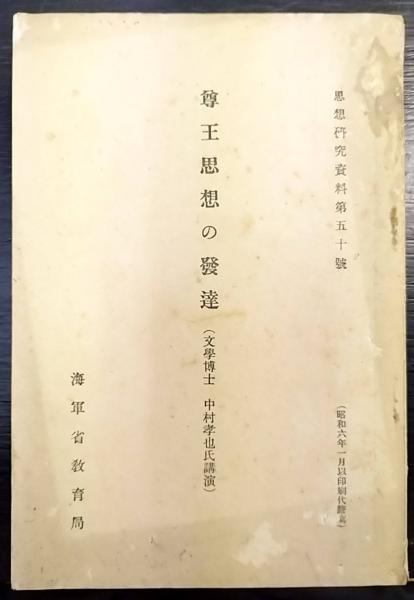 思想研究資料第五十號
(昭和六年一月以印刷代謄寫)
尊王思想の發達(文學博士 中村孝也氏講演)
海軍省敎育局